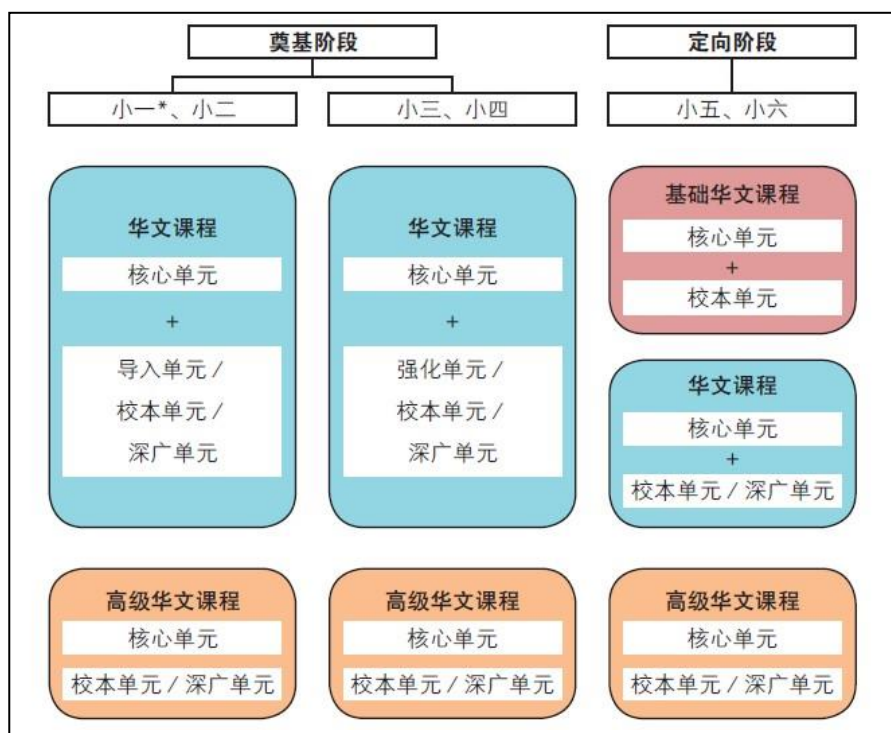 奠基阶段
定向阶段
小一*、小二
小三、小四
小五、小六
华文课程
核心单元
+
导入单元 /
校本单元 /
深广单元
华文课程
核心单元
+
强化单元 /
校本单元 /
深广单元
基础华文课程
核心单元
+
校本单元
华文课程
核心单元
+
校本单元 / 深广单元
高级华文课程
核心单元
校本单元 / 深广单元
高级华文课程
核心单元
校本单元 / 深广单元
高级华文课程
核心单元
校本单元 / 深广单元